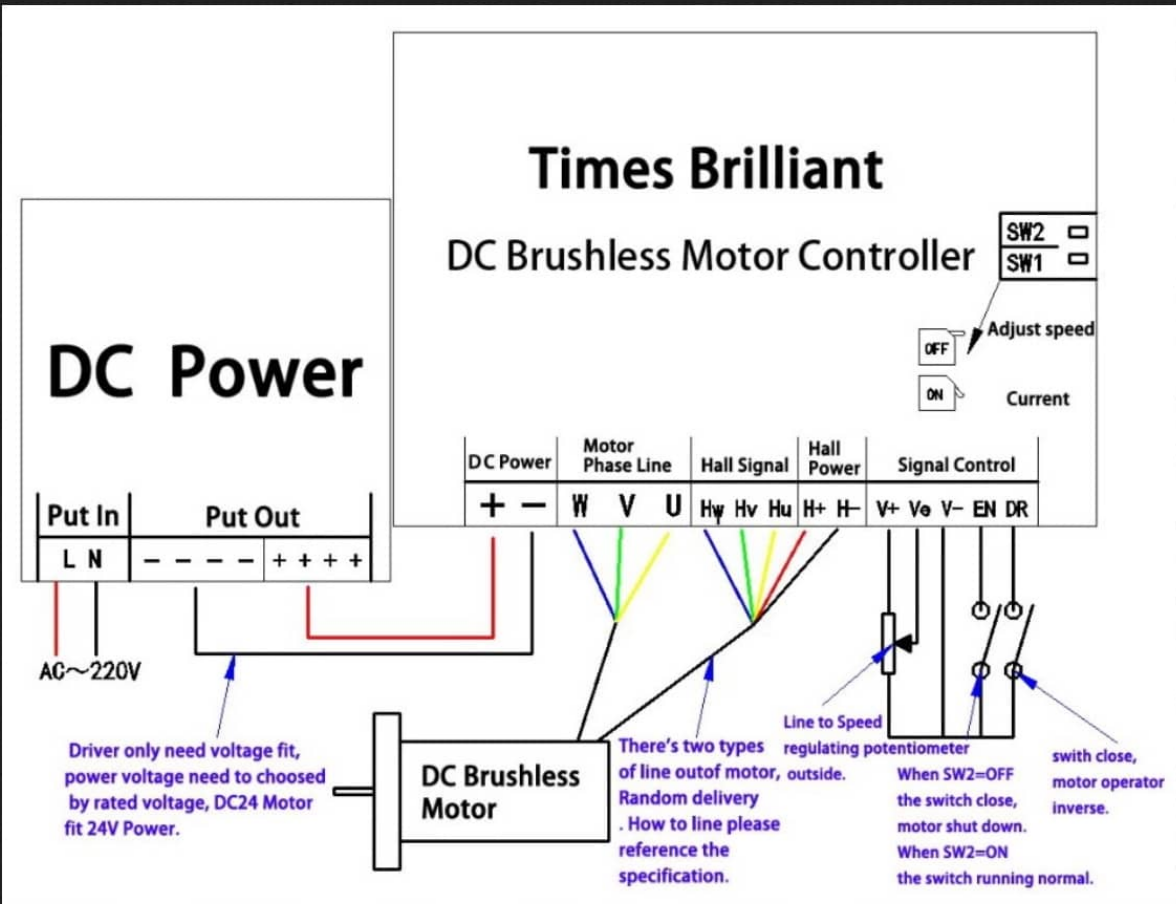 Times Brilliant
DC Brushless Motor Controller
SW2
SW1
Adjust speed
OFF
ON
Current
DC Power
Put In
Put Out
L N
- - - -
+ + + +
AC～220V
DC Power
Motor
Phase Line
Hall Signal
Hall
Power
Signal Control
+ -
W V U
Hw Hv Hu
H+ H-
V+ Ve V- EN DR
Driver only need voltage fit,
power voltage need to choosed
by rated voltage, DC24 Motor
fit 24V Power.
DC Brushless
Motor
There's two types
of line outof motor,
Random delivery
. How to line please
reference the
specification.
Line to Speed
regulating potentiometer
outside.
When SW2=OFF
the switch close,
motor shut down.
When SW2=ON
the switch running normal.
swith close,
motor operator
inverse.